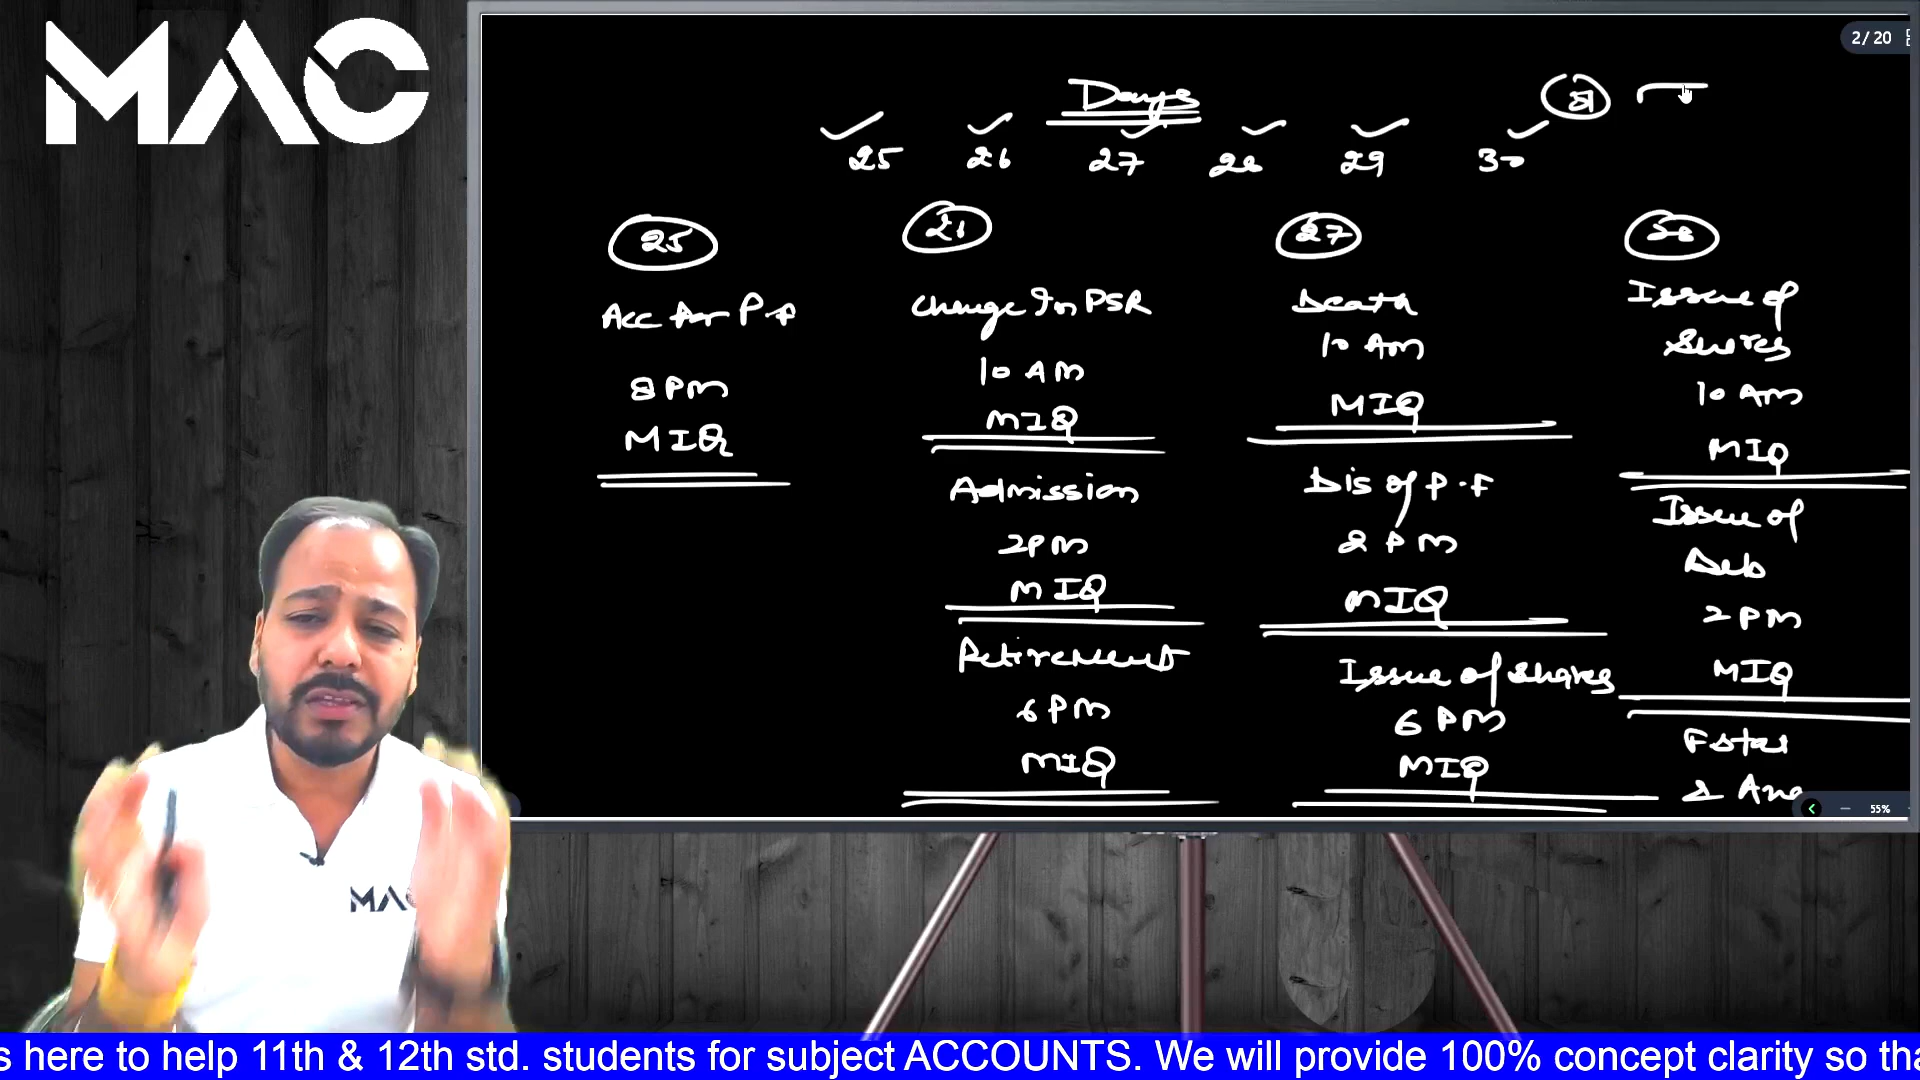 MAC
2/20
Days
25 26 27 28 29 30
25
Acc for P.F
8 PM
MIQ
26
Change In PSR
10 AM
MIQ
Admission
2PM
MIQ
Retirement
6 PM
MIQ
27
Death
10 AM
MIQ
Dis of P.F
2 PM
MIQ
Issue of Shares
6 PM
MIQ
28
Issue of
Shares
10 AM
MIQ
Issue of
Deb
2 PM
MIQ
& Ana
55%
MAC
s here to help 11th & 12th std. students for subject ACCOUNTS. We will provide 100% concept clarity so tha